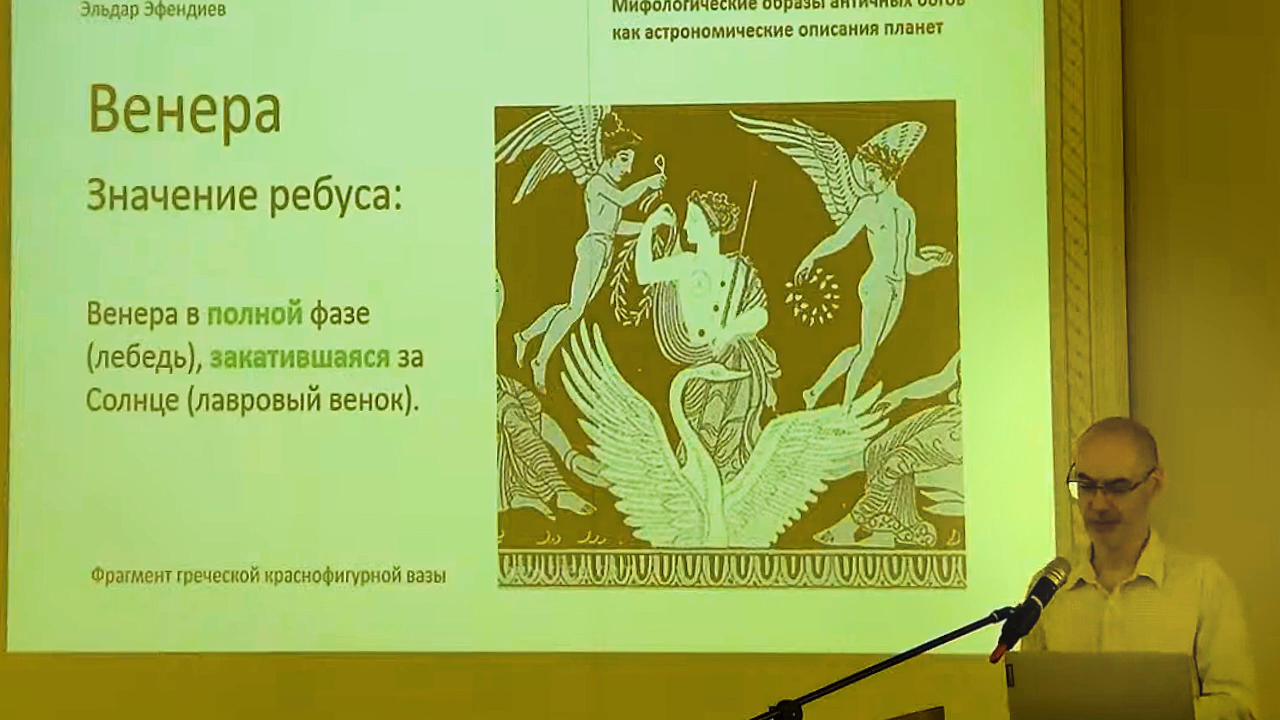 Эльдар Эфендиев
Мифологические образы античных богов
как астрономические описания планет
Венера
Значение ребуса:
Венера в полной фазе
(лебедь), закатившаяся за
Солнце (лавровый венок).
Фрагмент греческой краснофигурной вазы